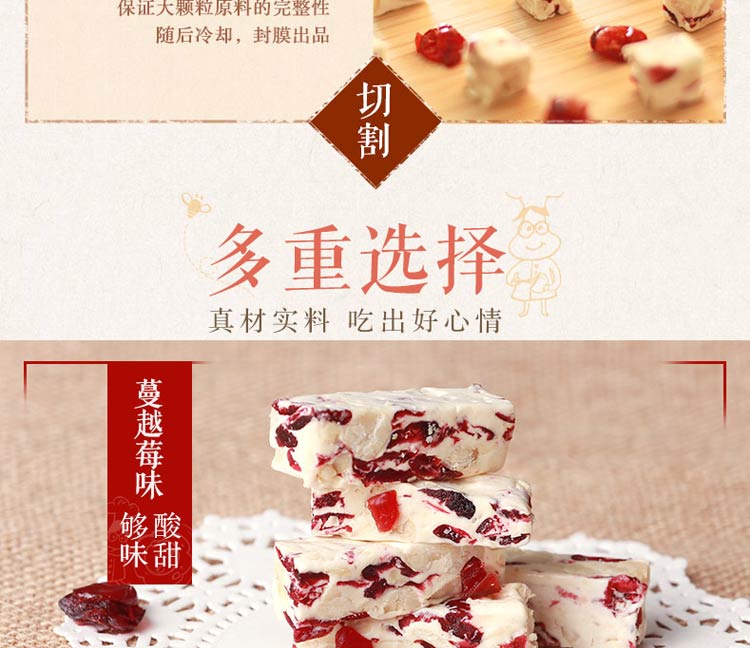 保证大颗粒原料的完整性
随后冷却，封膜出品
切割
多重选择
真材实料 吃出好心情
蔓越莓味
酸甜
够味